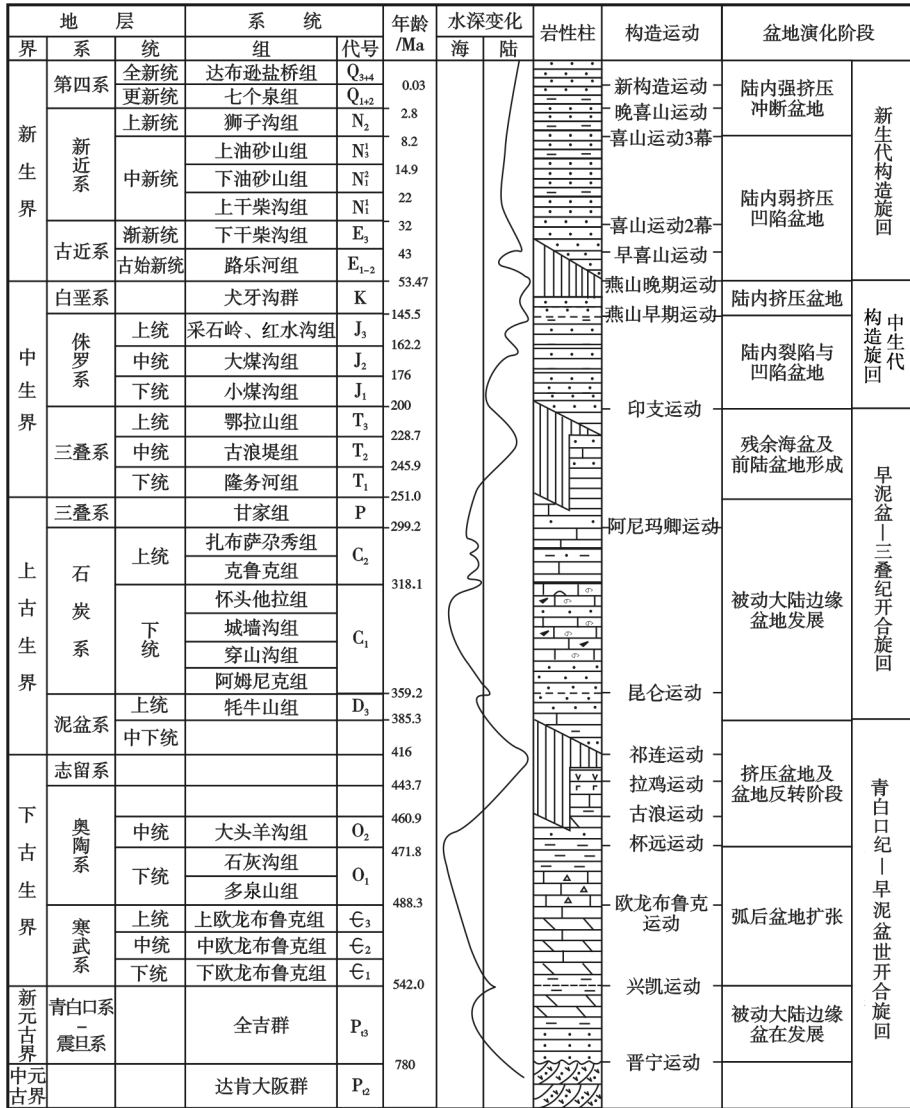 地 层 系 统 年龄/Ma 水深变化 岩性柱 构造运动 盆地演化阶段
界 系 统 组 代号 海 陆
新生界
第四系 全新统 达布逊盐桥组 Q3+4
0.03 新构造运动
更新统 七个泉组 Q1+2
2.8 晚喜山运动
陆内强挤压
冲断盆地
新近系 上新统 狮子沟组 N2
8.2 喜山运动3幕
中新统 上油砂山组 N¹3
14.9
下油砂山组 N²1
22
上干柴沟组 N¹1
32 喜山运动2幕
陆内弱挤压
凹陷盆地
新生代构造旋回
古近系 渐新统 下干柴沟组 E3
43 早喜山运动
古始新统 路乐河组 E1-2
53.47 燕山晚期运动
中生界
白垩系 犬牙沟群 K
陆内挤压盆地
145.5 燕山早期运动
侏罗系 上统 采石岭、红水沟组 J3
162.2
中统 大煤沟组 J2
176
下统 小煤沟组 J1
陆内裂陷与
凹陷盆地
中生代
构造旋回
200 印支运动
三叠系 上统 鄂拉山组 T3
228.7
中统 古浪堤组 T2
245.9
下统 隆务河组 T1
251.0
残余海盆及
前陆盆地形成
上古生界
三叠系 甘家组 P
299.2 阿尼玛卿运动
石炭系 上统 扎布萨尕秀组 C2
克鲁克组
318.1
下统 怀头他拉组 C1
城墙沟组
穿山沟组
阿姆尼克组
359.2 昆仑运动
被动大陆边缘
盆地发展
早泥盆—三叠纪开合旋回
泥盆系 上统 牦牛山组 D3
385.3
中下统
416 祁连运动
下古生界
志留系
443.7 拉鸡运动
挤压盆地及
盆地反转阶段
奥陶系
460.9 古浪运动
中统 大头羊沟组 O2
471.8 杯远运动
下统 石灰沟组 O1
多泉山组
488.3 欧龙布鲁克
运动
寒武系 上统 上欧龙布鲁克组 Є3
中统 中欧龙布鲁克组 Є2
下统 下欧龙布鲁克组 Є1
弧后盆地扩张
青白口纪—早泥盆世开合旋回
542.0 兴凯运动
新元古界
青白口系
–
震旦系
全吉群 Pt3
被动大陆边缘
盆在发展
780 晋宁运动
中元古界
达肯大阪群 Pt2